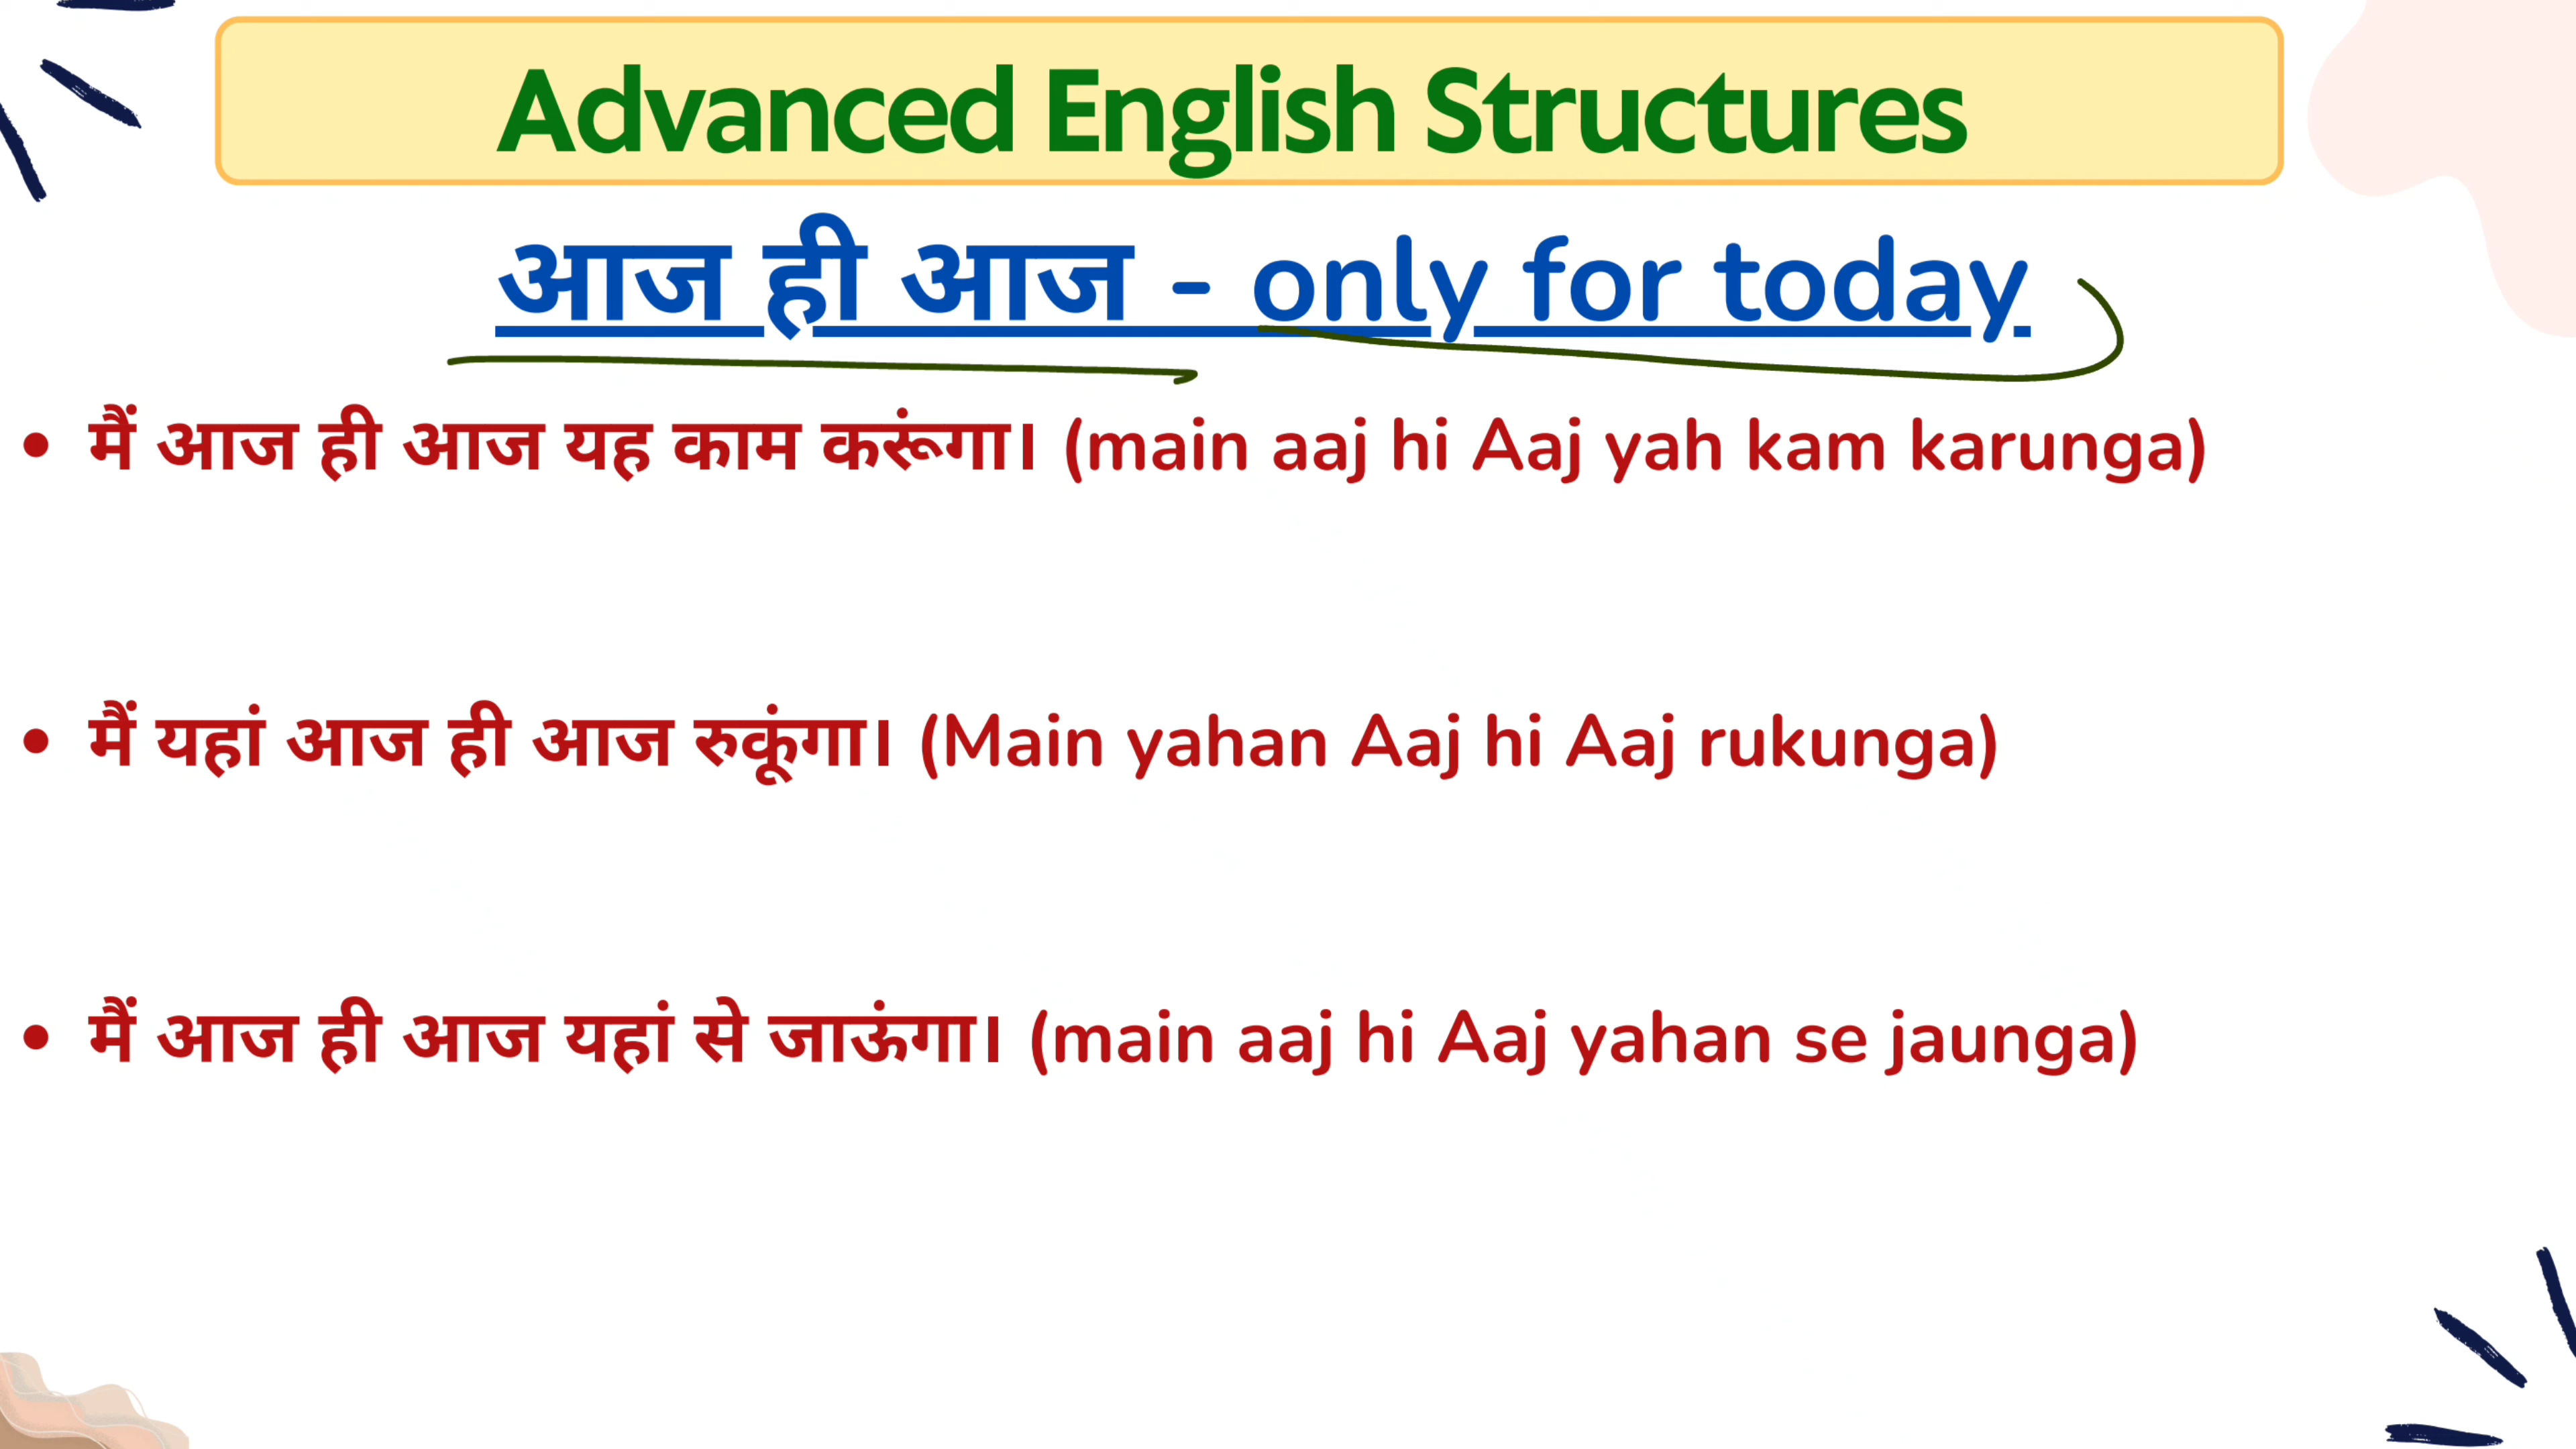 Advanced English Structures
आज ही आज - only for today
• मैं आज ही आज यह काम करूंगा। (main aaj hi Aaj yah kam karunga)
• मैं यहां आज ही आज रुकूंगा। (Main yahan Aaj hi Aaj rukunga)
• मैं आज ही आज यहां से जाऊंगा। (main aaj hi Aaj yahan se jaunga)